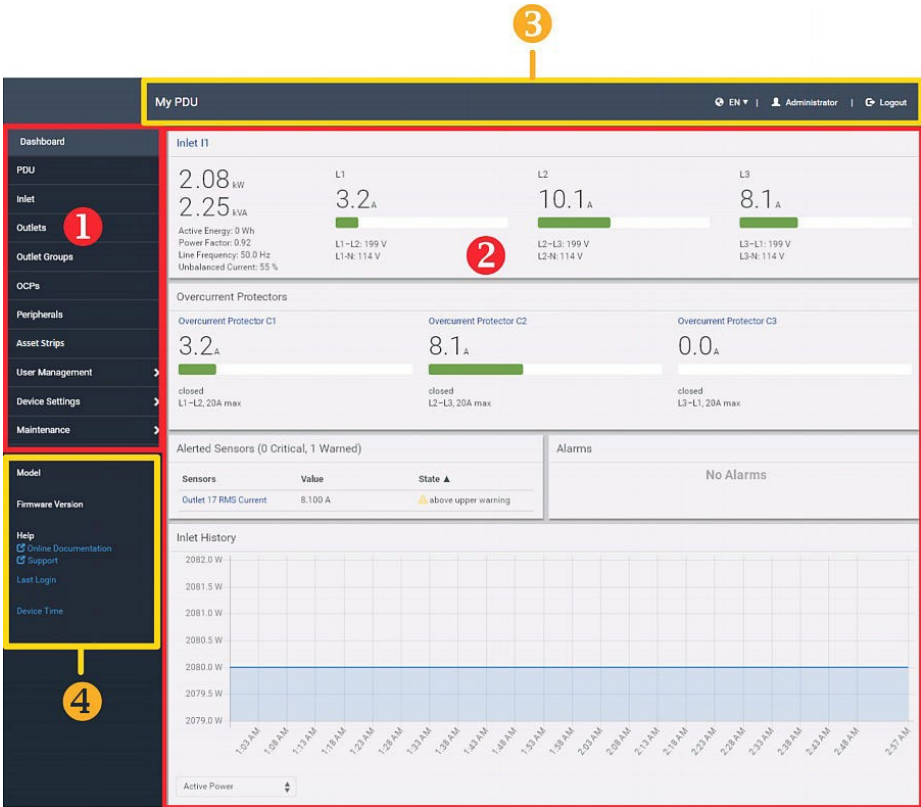 3
My PDU
EN ▾ | Administrator | Logout
Dashboard
PDU
Inlet
Outlets
1
Outlet Groups
OCPs
Peripherals
Asset Strips
User Management
Device Settings
Maintenance
Model
Firmware Version
Help
Online Documentation
Support
Last Login
Device Time
4
Inlet I1
2.08 kW
2.25 kVA
Active Energy: 0 Wh
Power Factor: 0.92
Line Frequency: 50.0 Hz
Unbalanced Current: 55 %
L1
3.2 A
L1–L2: 199 V
L1-N: 114 V
L2
10.1 A
L2–L3: 199 V
L2-N: 114 V
L3
8.1 A
L3–L1: 199 V
L3-N: 114 V
2
Overcurrent Protectors
Overcurrent Protector C1
3.2 A
closed
L1–L2, 20A max
Overcurrent Protector C2
8.1 A
closed
L2–L3, 20A max
Overcurrent Protector C3
0.0 A
closed
L3–L1, 20A max
Alerted Sensors (0 Critical, 1 Warned)
Sensors Value State ▲
Outlet 17 RMS Current 8.100 A above upper warning
Alarms
No Alarms
Inlet History
2082.0 W
2081.5 W
2081.0 W
2080.5 W
2080.0 W
2079.5 W
2079.0 W
1:03 AM 1:08 AM 1:13 AM 1:18 AM 1:23 AM 1:28 AM 1:33 AM 1:38 AM 1:43 AM 1:48 AM 1:53 AM 1:58 AM 2:03 AM 2:08 AM 2:13 AM 2:18 AM 2:23 AM 2:28 AM 2:33 AM 2:38 AM 2:43 AM 2:48 AM 2:57 AM
Active Power